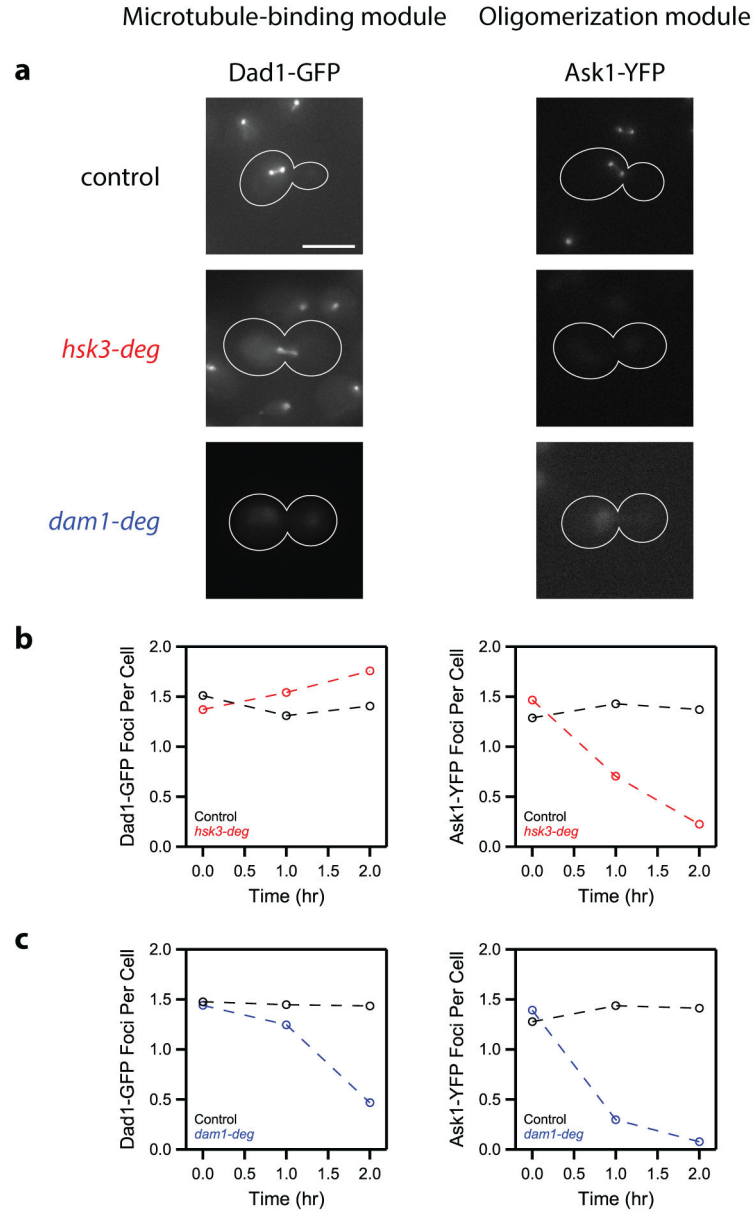 Microtubule-binding module Oligomerization module
a Dad1-GFP Ask1-YFP
control
hsk3-deg
dam1-deg
b
Dad1-GFP Foci Per Cell
2.0
1.5
1.0
0.5
0.0
Control
hsk3-deg
0.0 0.5 1.0 1.5 2.0
Time (hr)
Ask1-YFP Foci Per Cell
2.0
1.5
1.0
0.5
0.0
Control
hsk3-deg
0.0 0.5 1.0 1.5 2.0
Time (hr)
c
Dad1-GFP Foci Per Cell
2.0
1.5
1.0
0.5
0.0
Control
dam1-deg
0.0 0.5 1.0 1.5 2.0
Time (hr)
Ask1-YFP Foci Per Cell
2.0
1.5
1.0
0.5
0.0
Control
dam1-deg
0.0 0.5 1.0 1.5 2.0
Time (hr)